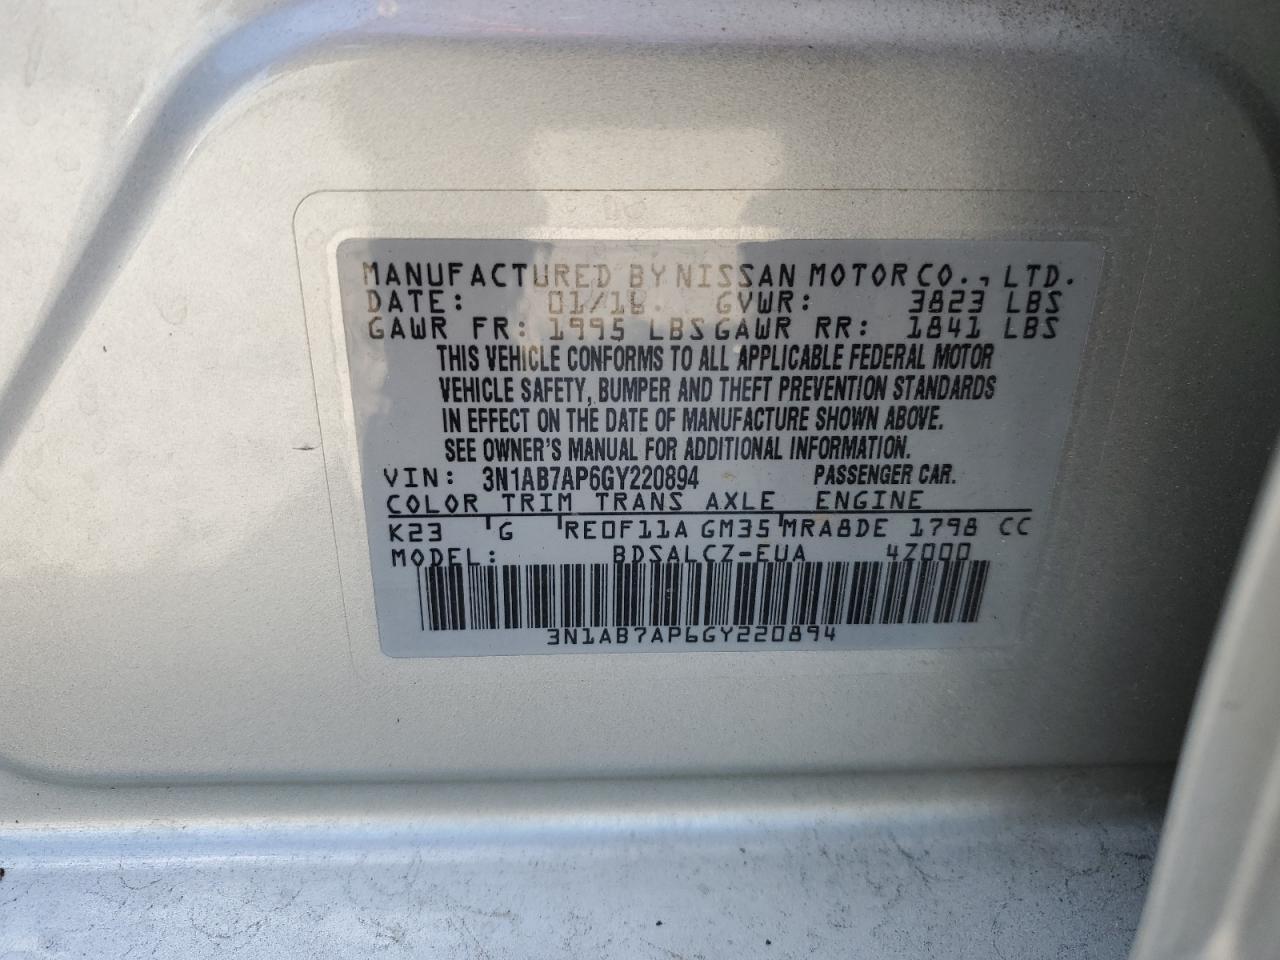 MANUFACTURED BY NISSAN MOTOR CO., LTD.
DATE: 01/16 GVWR: 3823 LBS
GAWR FR: 1995 LBS GAWR RR: 1841 LBS
THIS VEHICLE CONFORMS TO ALL APPLICABLE FEDERAL MOTOR
VEHICLE SAFETY, BUMPER AND THEFT PREVENTION STANDARDS
IN EFFECT ON THE DATE OF MANUFACTURE SHOWN ABOVE.
SEE OWNER'S MANUAL FOR ADDITIONAL INFORMATION.
VIN: 3N1AB7AP6GY220894 PASSENGER CAR.
COLOR TRIM TRANS AXLE ENGINE
K23 G RE0F11A GM35 MRA8DE 1798 CC
MODEL: BDSALCZ-EUA 4Z000
3N1AB7AP6GY220894